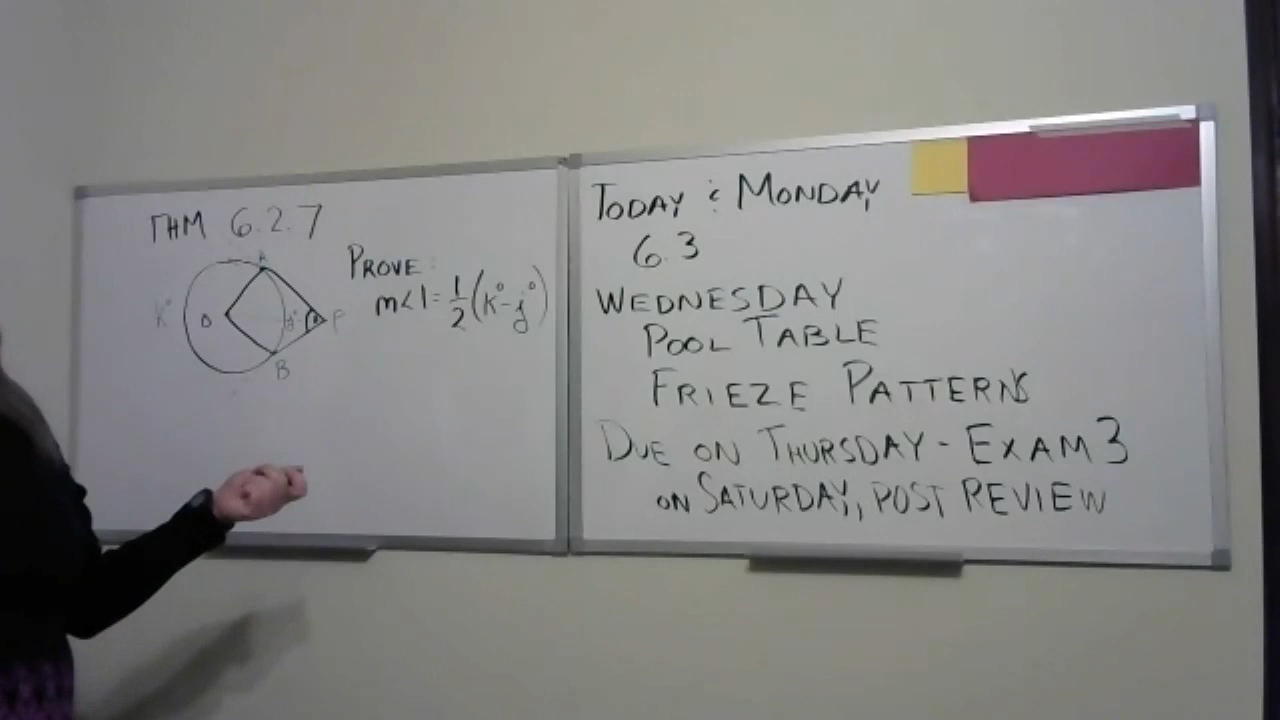 THM 6.2.7
A
K°
O
j°
1
P
B
PROVE:
m<1=1/2(K°-j°)
TODAY & MONDAY
6.3
WEDNESDAY
POOL TABLE
FRIEZE PATTERNS
DUE ON THURSDAY - EXAM 3
ON SATURDAY, POST REVIEW